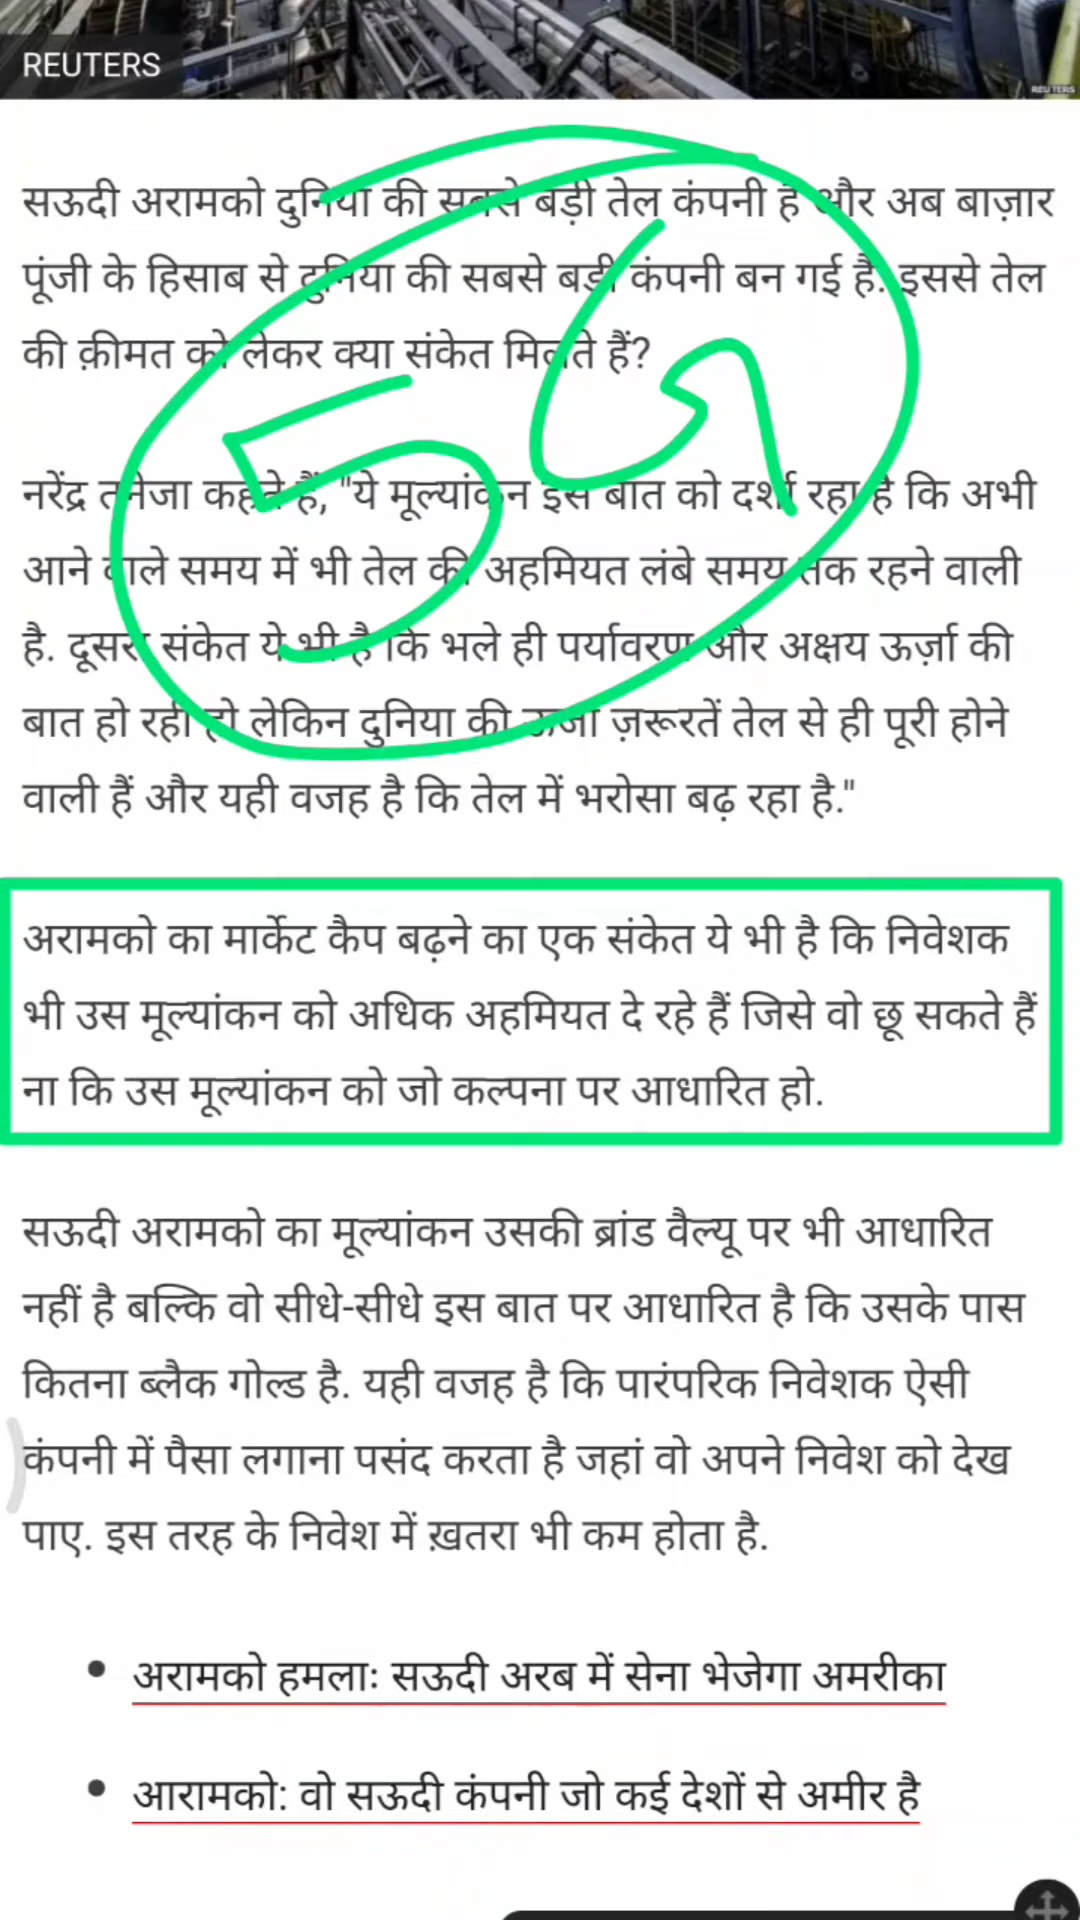 REUTERS
REUTERS
सऊदी अरामको दुनिया की सबसे बड़ी तेल कंपनी है और अब बाज़ार
पूंजी के हिसाब से दुनिया की सबसे बड़ी कंपनी बन गई है. इससे तेल
की क़ीमत को लेकर क्या संकेत मिलते हैं?
5G
नरेंद्र तनेजा कहते हैं, "ये मूल्यांकन इस बात को दर्शा रहा है कि अभी
आने वाले समय में भी तेल की अहमियत लंबे समय तक रहने वाली
है. दूसरा संकेत ये भी है कि भले ही पर्यावरण और अक्षय ऊर्ज़ा की
बात हो रही हो लेकिन दुनिया की ऊर्जा ज़रूरतें तेल से ही पूरी होने
वाली हैं और यही वजह है कि तेल में भरोसा बढ़ रहा है."
अरामको का मार्केट कैप बढ़ने का एक संकेत ये भी है कि निवेशक
भी उस मूल्यांकन को अधिक अहमियत दे रहे हैं जिसे वो छू सकते हैं
ना कि उस मूल्यांकन को जो कल्पना पर आधारित हो.
सऊदी अरामको का मूल्यांकन उसकी ब्रांड वैल्यू पर भी आधारित
नहीं है बल्कि वो सीधे-सीधे इस बात पर आधारित है कि उसके पास
कितना ब्लैक गोल्ड है. यही वजह है कि पारंपरिक निवेशक ऐसी
कंपनी में पैसा लगाना पसंद करता है जहां वो अपने निवेश को देख
पाए. इस तरह के निवेश में ख़तरा भी कम होता है.
• अरामको हमलाः सऊदी अरब में सेना भेजेगा अमरीका
• आरामको: वो सऊदी कंपनी जो कई देशों से अमीर है